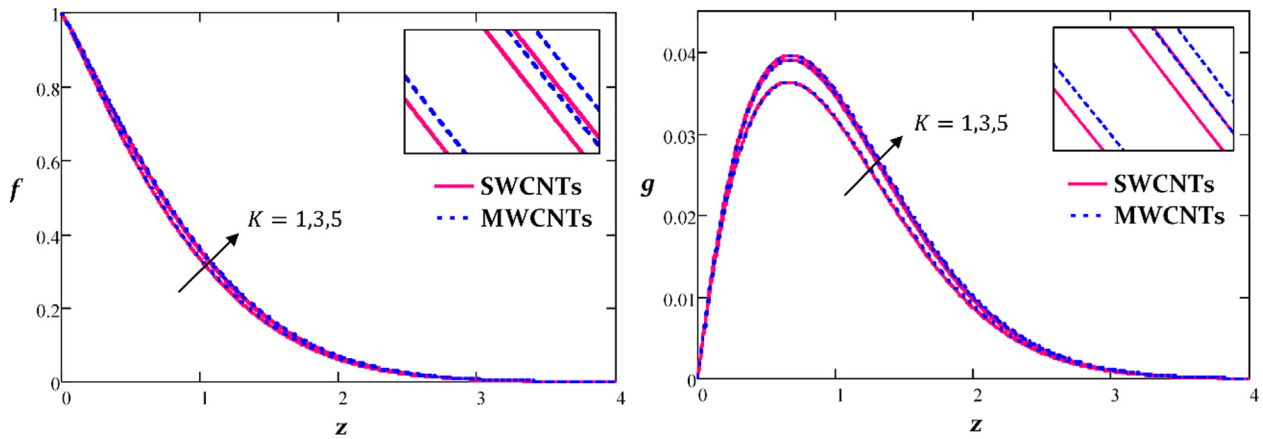 1
0.8
0.6
0.4
0.2
0
f
K = 1,3,5
SWCNTs
MWCNTs
0 1 2 3 4
z
0.04
0.03
0.02
0.01
0
g
K = 1,3,5
SWCNTs
MWCNTs
0 1 2 3 4
z